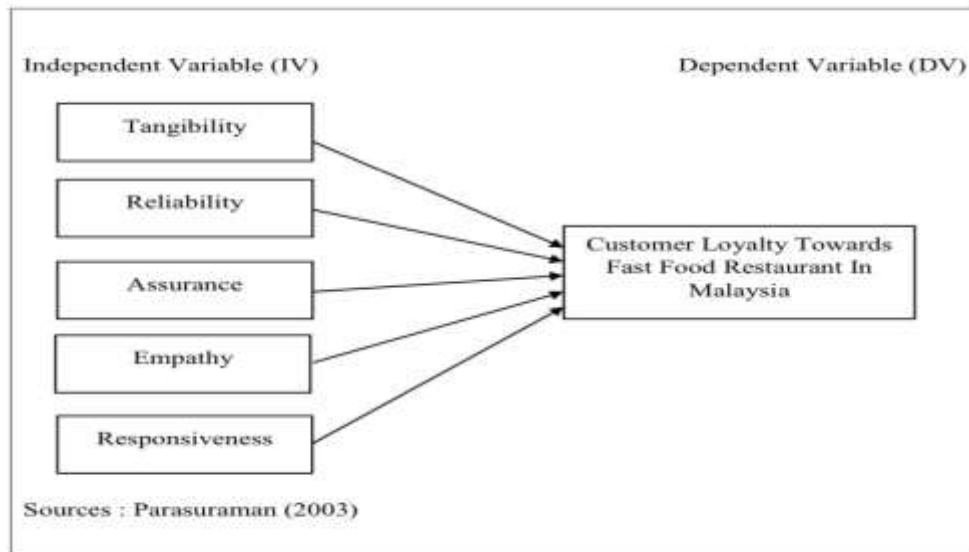 Independent Variable (IV)
Dependent Variable (DV)
Tangibility
Reliability
Assurance
Empathy
Responsiveness
Customer Loyalty Towards
Fast Food Restaurant In
Malaysia
Sources : Parasuraman (2003)